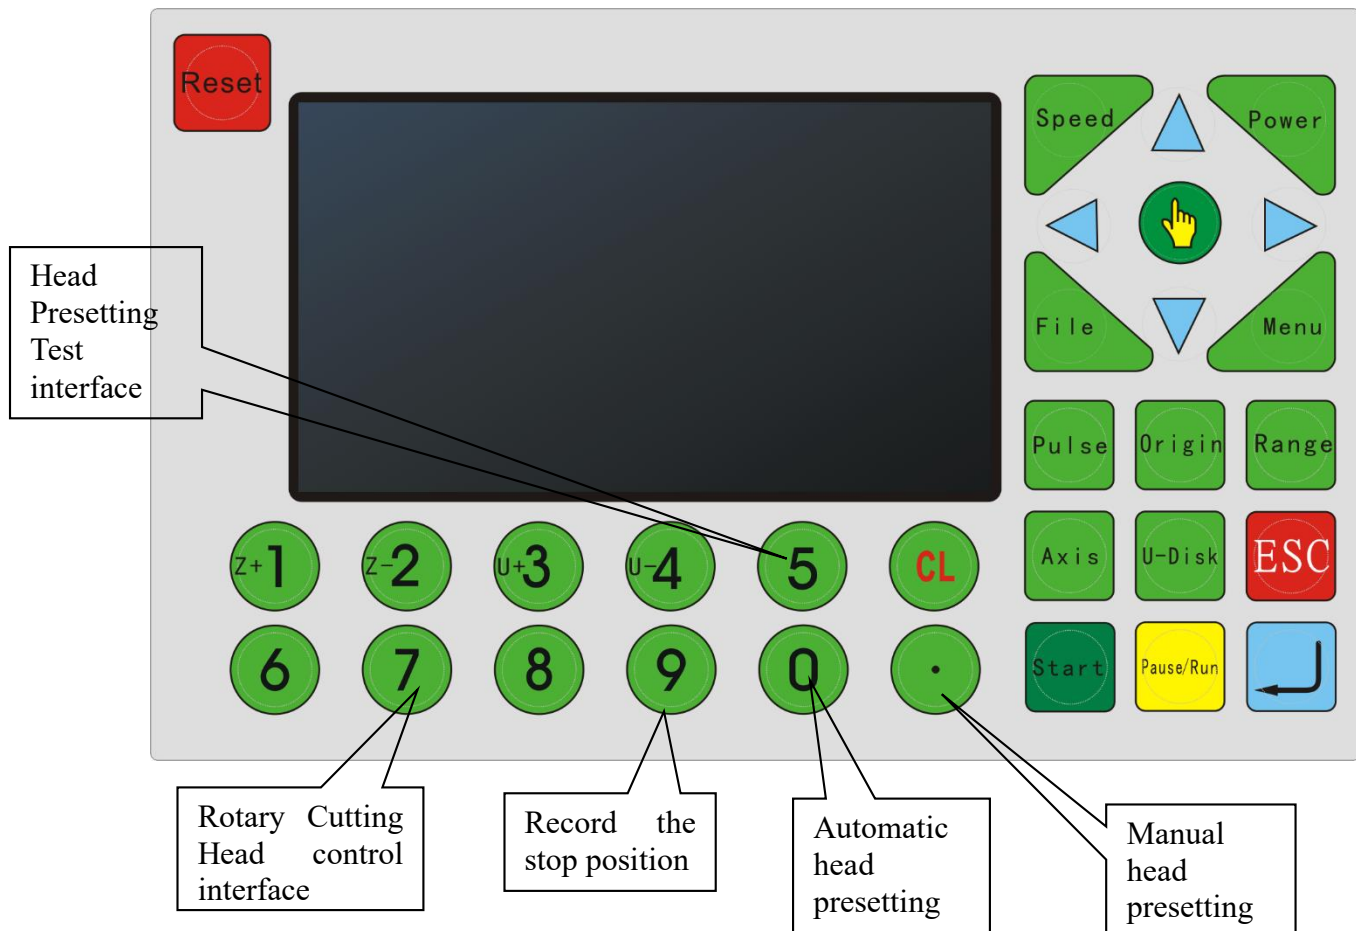 Reset
Speed
Power
Head
Presetting
Test
interface
File
Menu
Pulse
Origin
Range
Z+1
Z-2
U+3
U-4
5
CL
Axis
U-Disk
ESC
6
7
8
9
0
.
Start
Pause/Run
Rotary Cutting
Head control
interface
Record the
stop position
Automatic
head
presetting
Manual
head
presetting